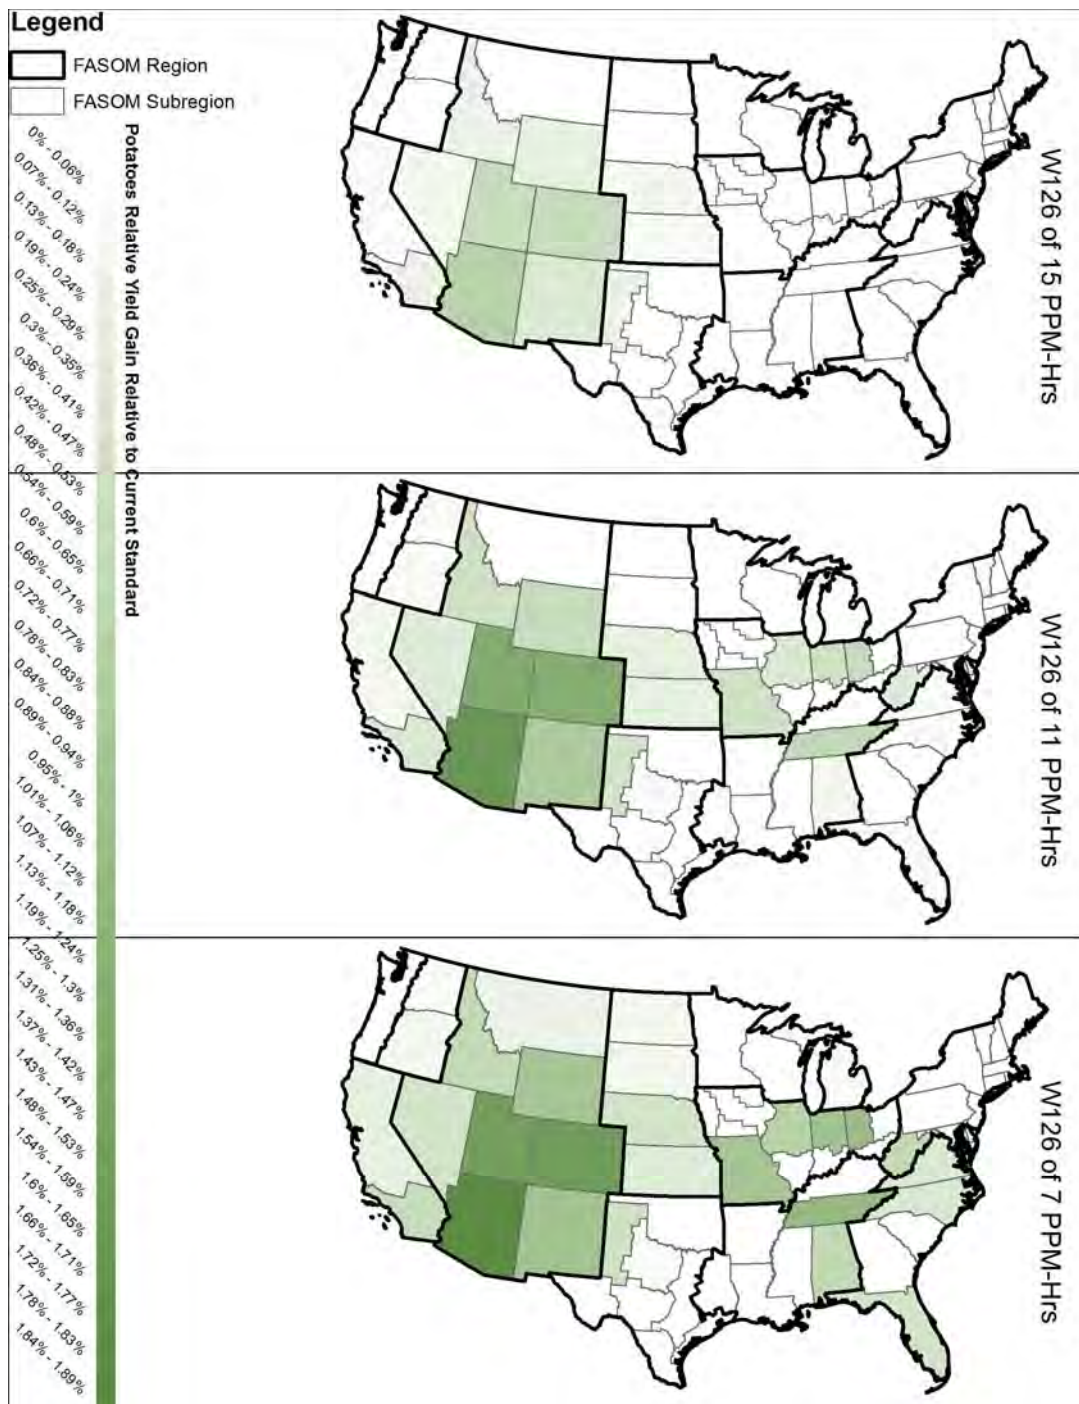 Legend
FASOM Region
FASOM Subregion
Potatoes Relative Yield Gain Relative to Current Standard
0% - 0.06%
0.07% - 0.12%
0.13% - 0.18%
0.19% - 0.24%
0.25% - 0.29%
0.3% - 0.35%
0.36% - 0.41%
0.42% - 0.47%
0.48% - 0.53%
0.54% - 0.59%
0.6% - 0.65%
0.66% - 0.71%
0.72% - 0.77%
0.78% - 0.83%
0.84% - 0.88%
0.89% - 0.94%
0.95% - 1%
1.01% - 1.06%
1.07% - 1.12%
1.13% - 1.18%
1.19% - 1.24%
1.25% - 1.3%
1.31% - 1.36%
1.37% - 1.42%
1.43% - 1.47%
1.48% - 1.53%
1.54% - 1.59%
1.6% - 1.65%
1.66% - 1.71%
1.72% - 1.77%
1.78% - 1.83%
1.84% - 1.89%
W126 of 15 PPM-Hrs
W126 of 11 PPM-Hrs
W126 of 7 PPM-Hrs